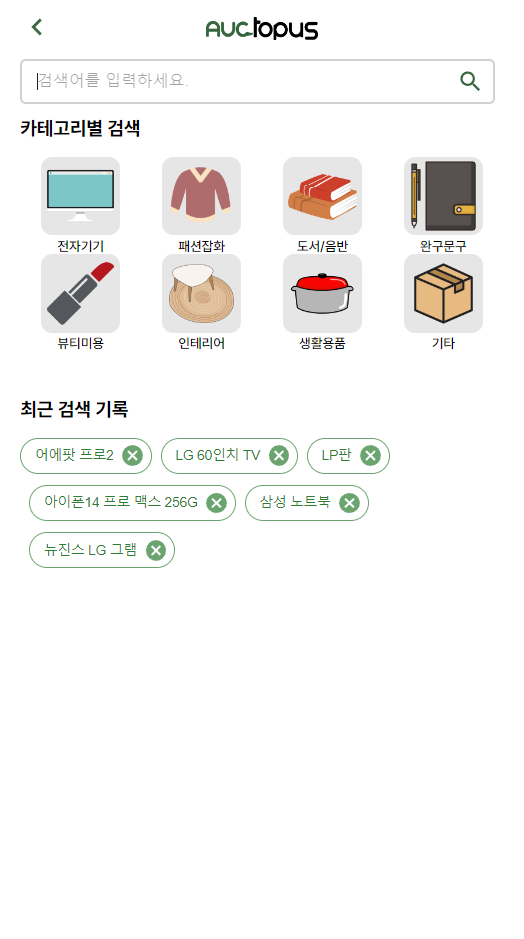 Auctopus
검색어를 입력하세요.
카테고리별 검색
전자기기 패션잡화 도서/음반 완구문구
뷰티미용 인테리어 생활용품 기타
최근 검색 기록
어에팟 프로2 LG 60인치 TV LP판
아이폰14 프로 맥스 256G 삼성 노트북
뉴진스 LG 그램